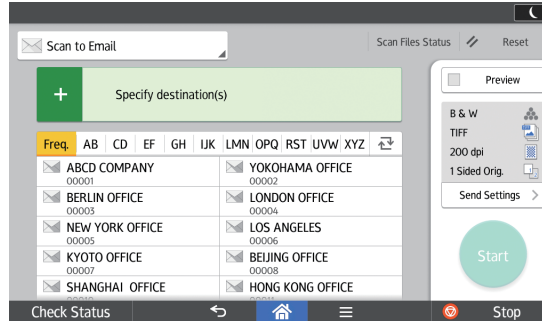 Scan to Email
Scan Files Status
Reset
Specify destination(s)
Preview
Freq. AB CD EF GH IJK LMN OPQ RST UVW XYZ
B & W
TIFF
200 dpi
1 Sided Orig.
Send Settings >
Start
ABCD COMPANY
00001
YOKOHAMA OFFICE
00002
BERLIN OFFICE
00003
LONDON OFFICE
00004
NEW YORK OFFICE
00005
LOS ANGELES
00006
KYOTO OFFICE
00007
BEIJING OFFICE
00008
SHANGHAI OFFICE
HONG KONG OFFICE
Check Status
Stop